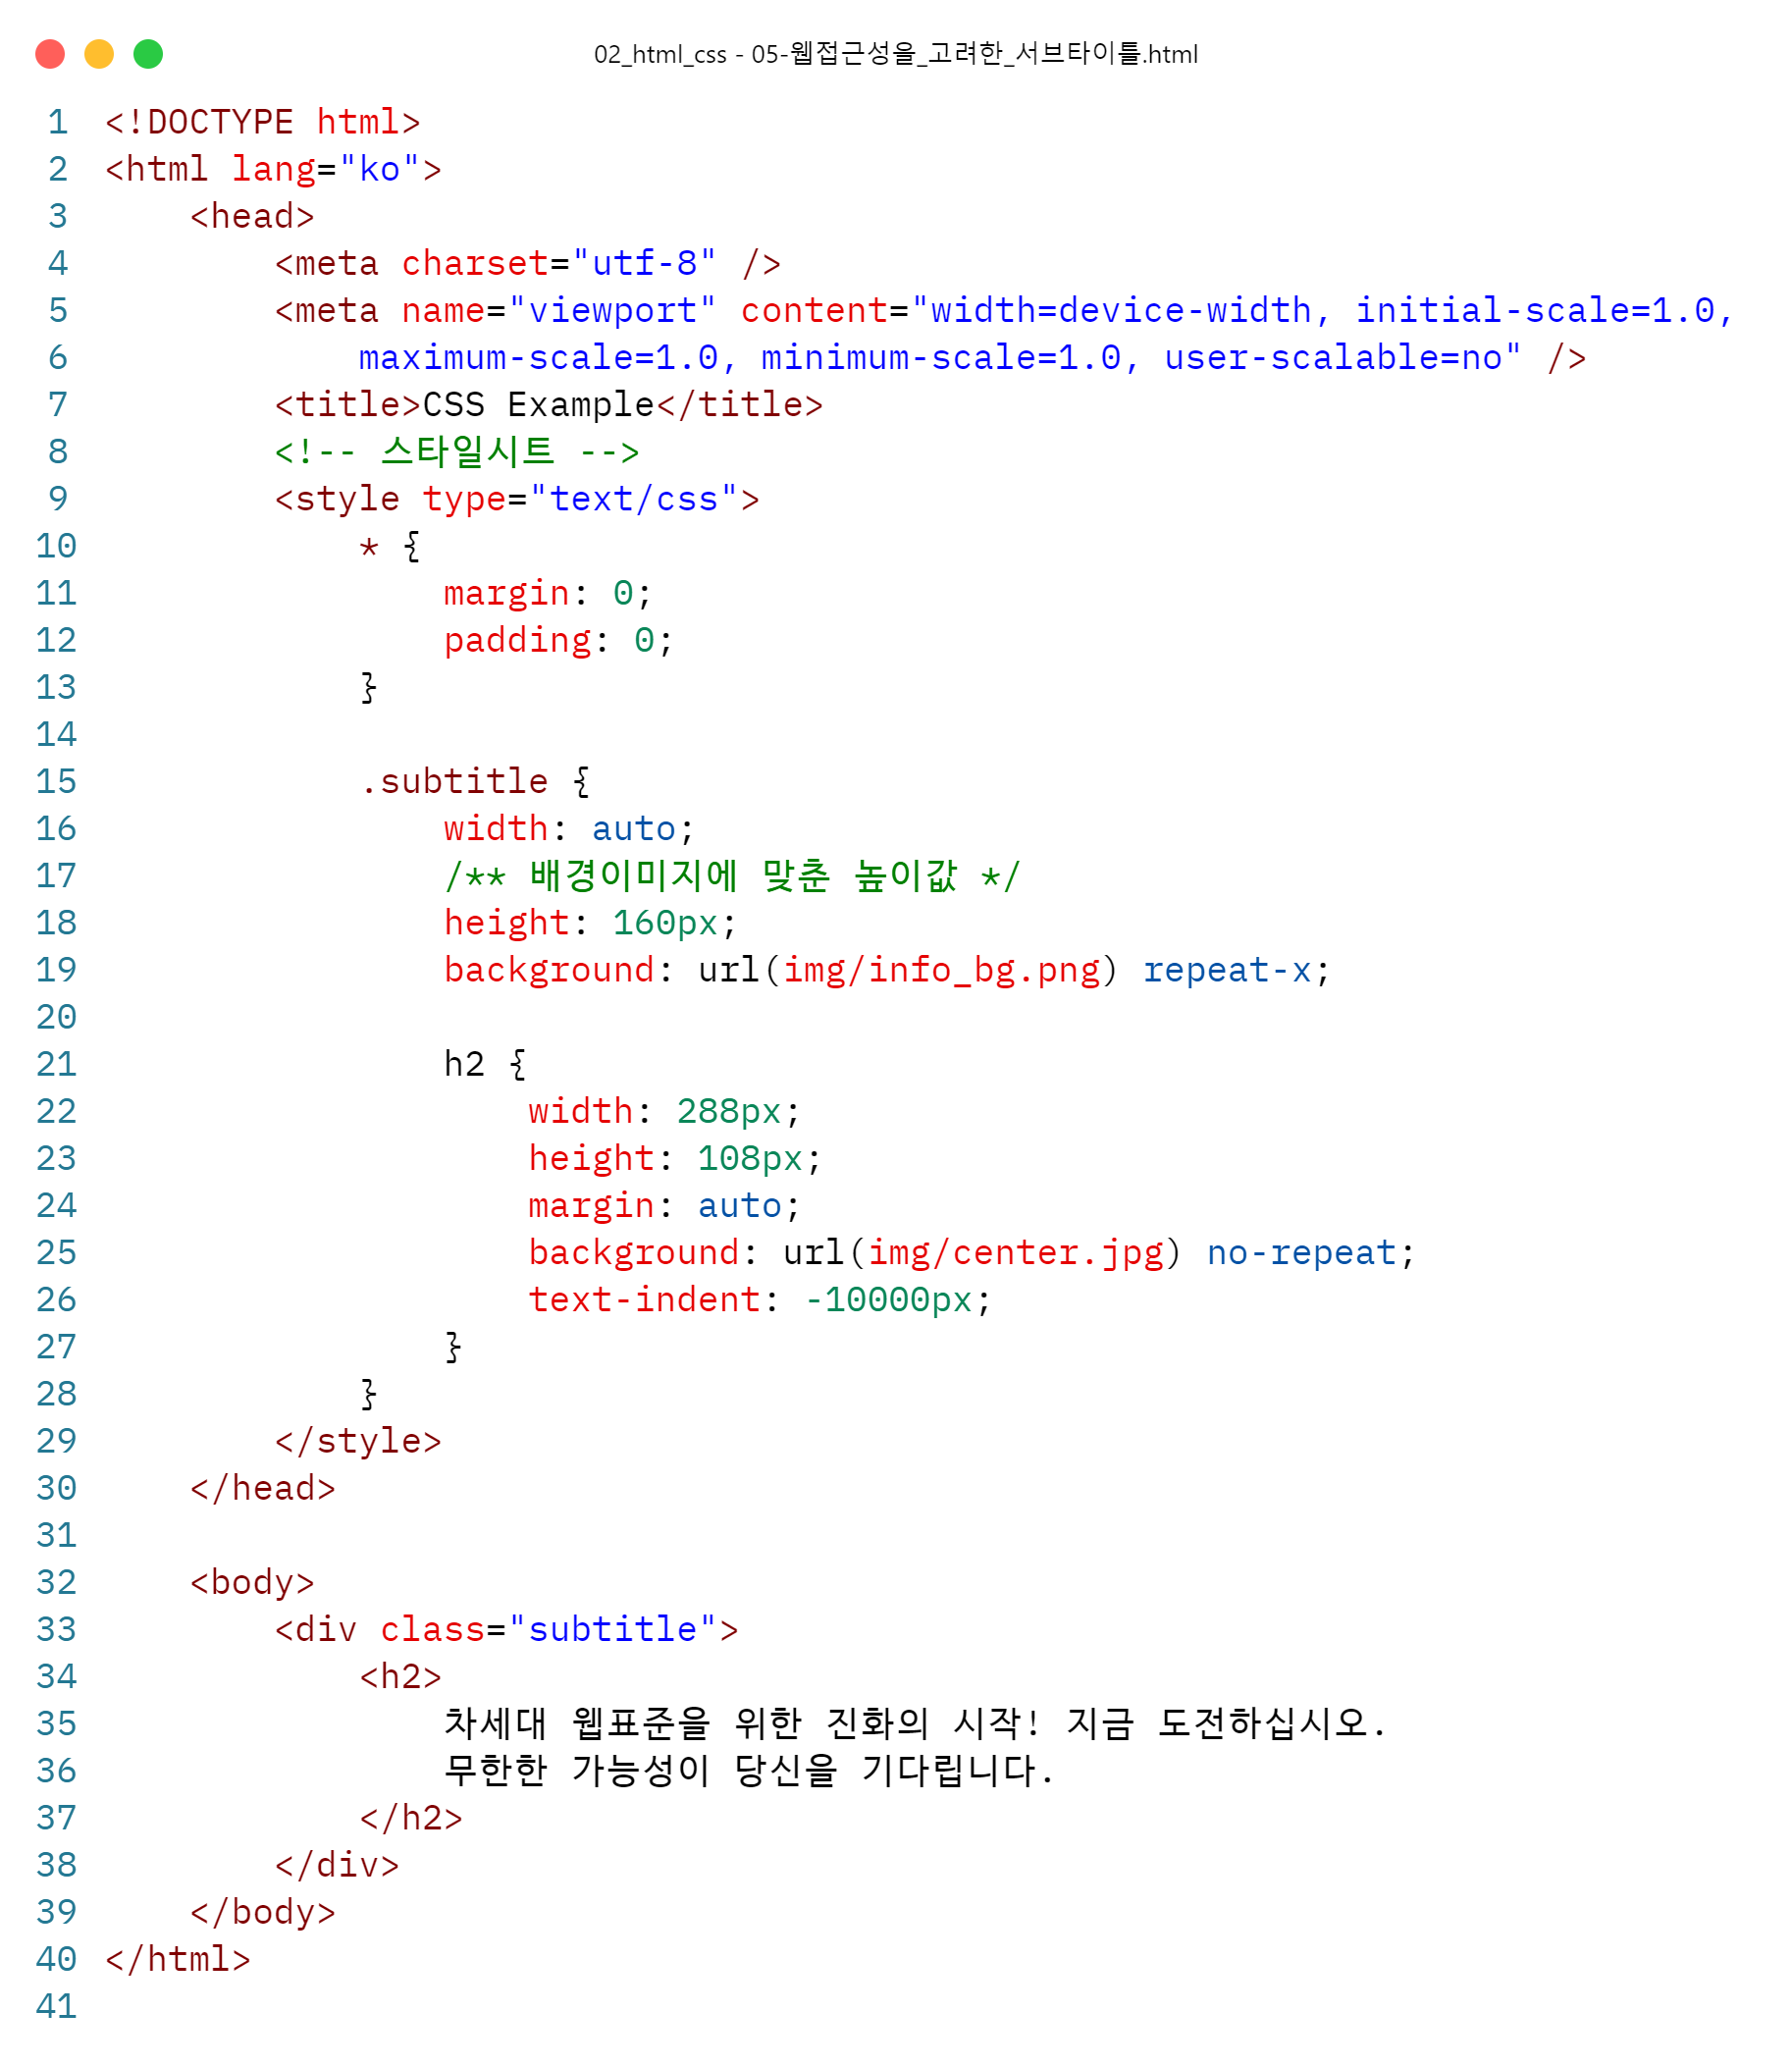 02_html_css - 05-웹접근성을_고려한_서브타이틀.html
1 <!DOCTYPE html>
2 <html lang="ko">
3     <head>
4         <meta charset="utf-8" />
5         <meta name="viewport" content="width=device-width, initial-scale=1.0,
6             maximum-scale=1.0, minimum-scale=1.0, user-scalable=no" />
7         <title>CSS Example</title>
8         <!-- 스타일시트 -->
9         <style type="text/css">
10             * {
11                 margin: 0;
12                 padding: 0;
13             }
14
15             .subtitle {
16                 width: auto;
17                 /** 배경이미지에 맞춘 높이값 */
18                 height: 160px;
19                 background: url(img/info_bg.png) repeat-x;
20
21                 h2 {
22                     width: 288px;
23                     height: 108px;
24                     margin: auto;
25                     background: url(img/center.jpg) no-repeat;
26                     text-indent: -10000px;
27                 }
28             }
29         </style>
30     </head>
31
32     <body>
33         <div class="subtitle">
34             <h2>
35                 차세대 웹표준을 위한 진화의 시작! 지금 도전하십시오.
36                 무한한 가능성이 당신을 기다립니다.
37             </h2>
38         </div>
39     </body>
40 </html>
41